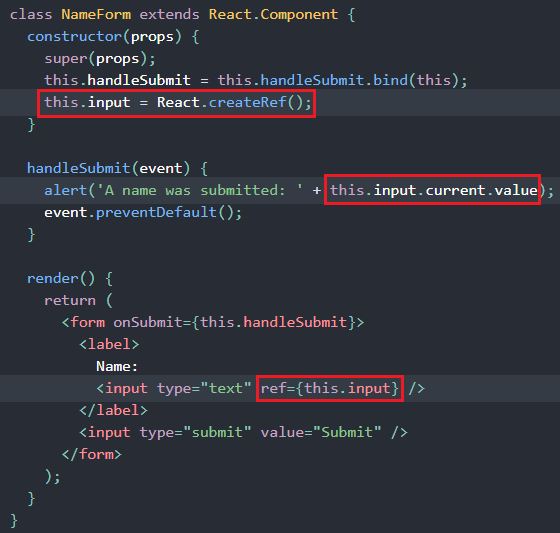 class NameForm extends React.Component {
  constructor(props) {
    super(props);
    this.handleSubmit = this.handleSubmit.bind(this);
    this.input = React.createRef();
  }

  handleSubmit(event) {
    alert('A name was submitted: ' + this.input.current.value);
    event.preventDefault();
  }

  render() {
    return (
      <form onSubmit={this.handleSubmit}>
        <label>
          Name:
          <input type="text" ref={this.input} />
        </label>
        <input type="submit" value="Submit" />
      </form>
    );
  }
}